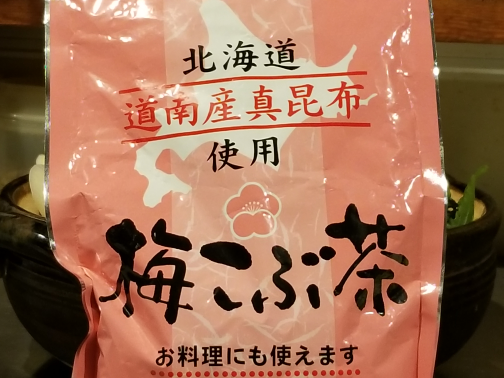 北海道
道南産真昆布
使用
梅こぶ茶
お料理にも使えます